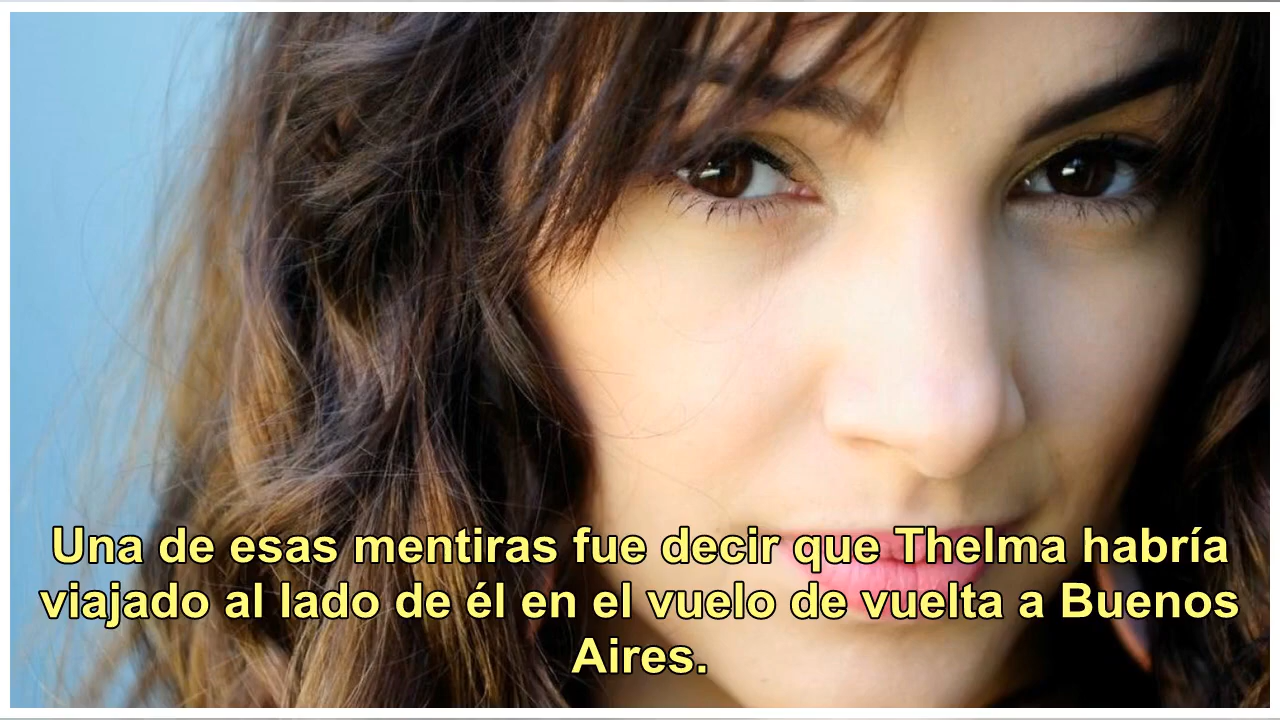 Una de esas mentiras fue decir que Thelma habría
viajado al lado de él en el vuelo de vuelta a Buenos
Aires.